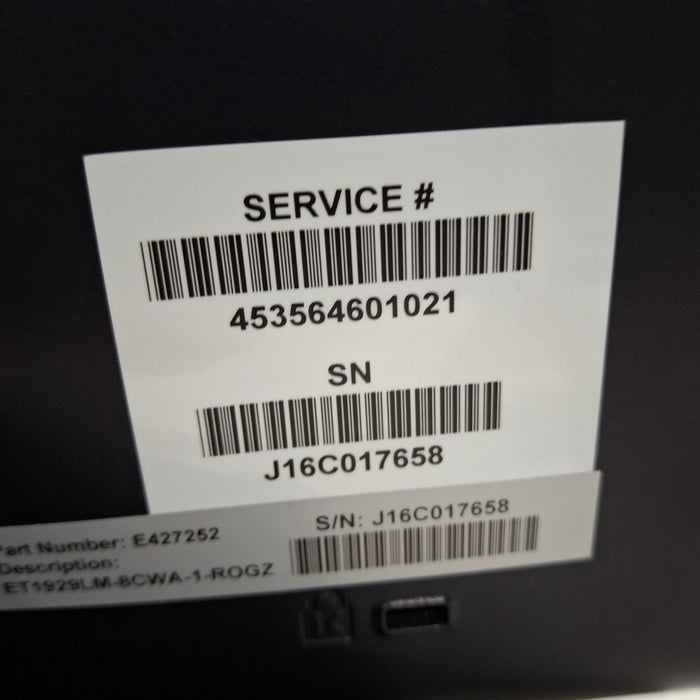 SERVICE #
453564601021
SN
J16C017658
S/N: J16C017658
Part Number: E427252
Description:
ET1929LM-8CWA-1-ROGZ